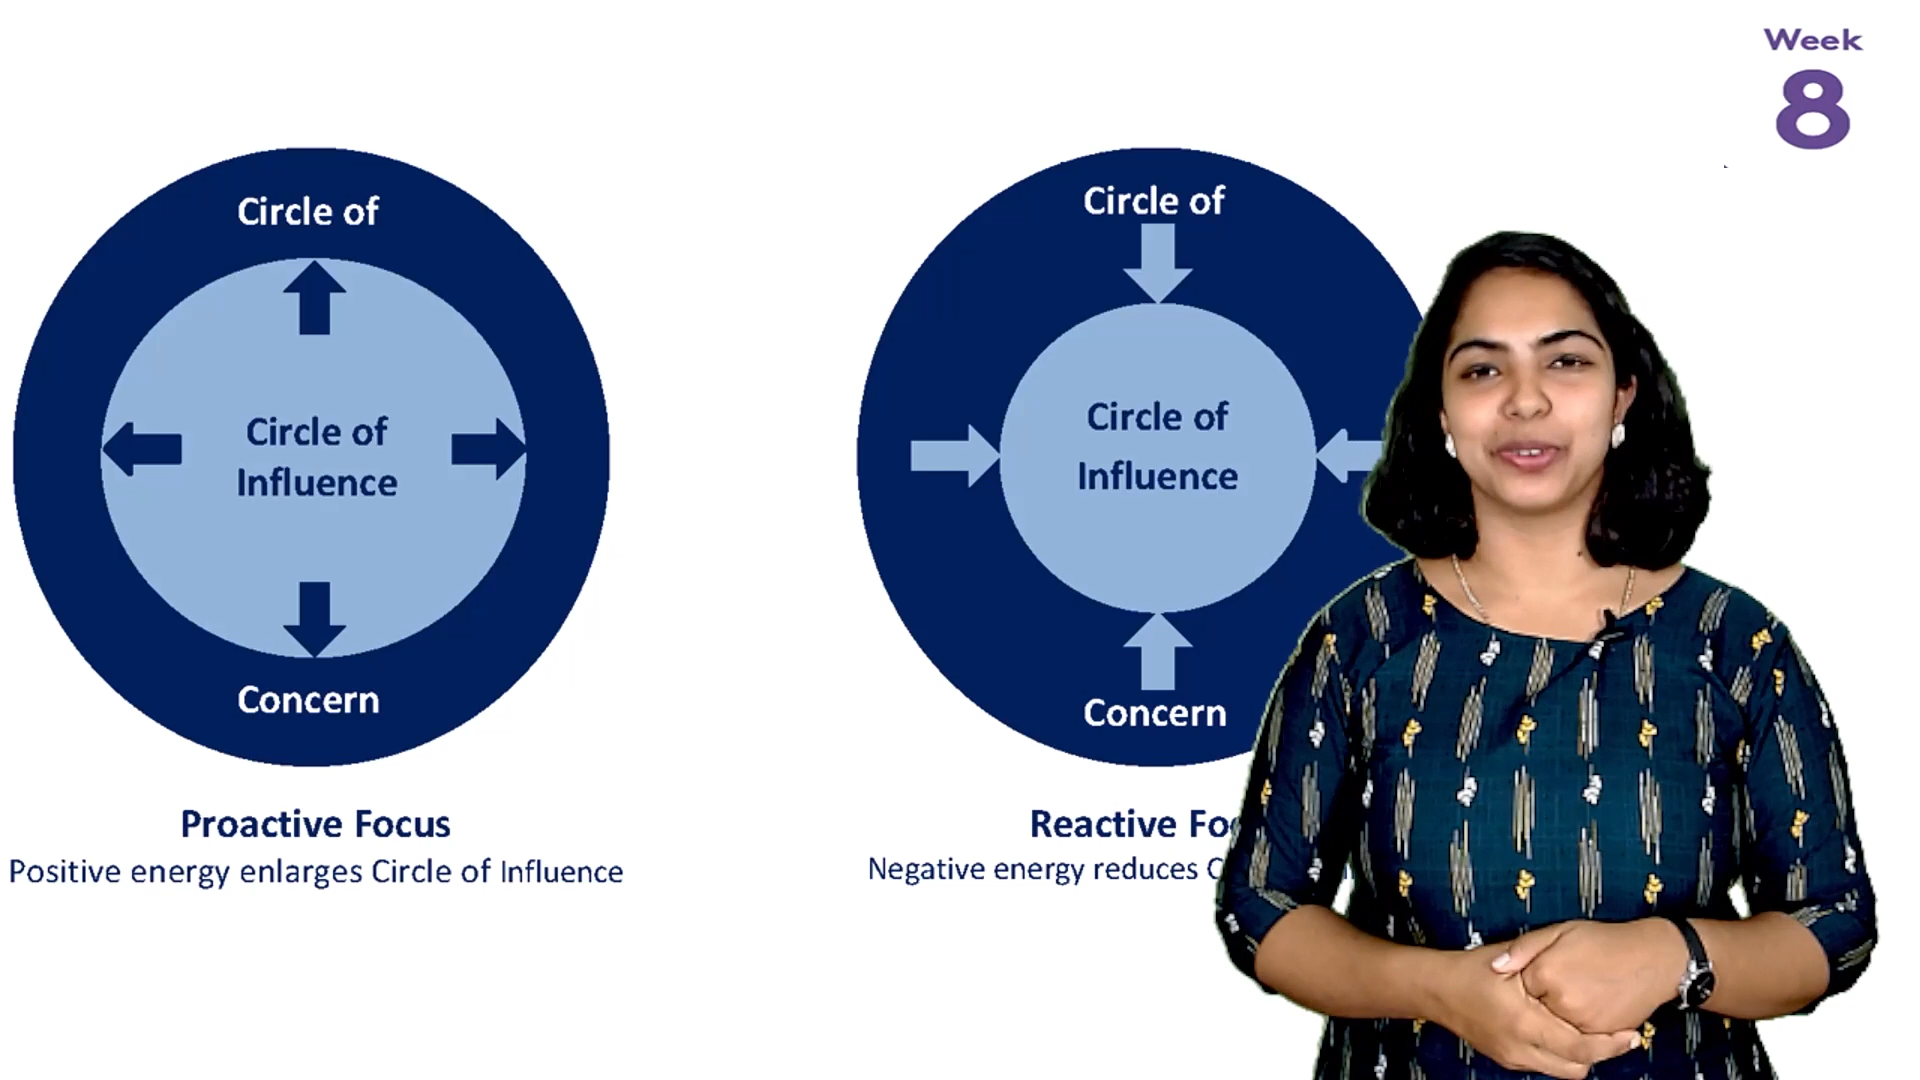 Week
8
Circle of
Circle of
Influence
Concern
Proactive Focus
Positive energy enlarges Circle of Influence
Circle of
Circle of
Influence
Concern
Reactive
Negative energy reduces